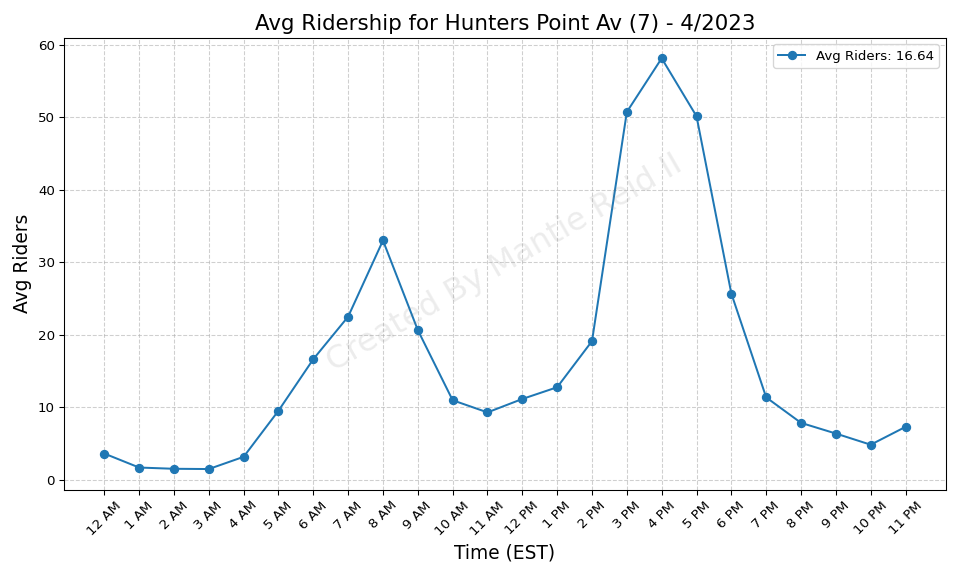 Avg Ridership for Hunters Point Av (7) - 4/2023
Avg Riders: 16.64
60
50
40
30
20
10
0
Avg Riders
Created By Mantle Reid II
12 AM
1 AM
2 AM
3 AM
4 AM
5 AM
6 AM
7 AM
8 AM
9 AM
10 AM
11 AM
12 PM
1 PM
2 PM
3 PM
4 PM
5 PM
6 PM
7 PM
8 PM
9 PM
10 PM
11 PM
Time (EST)